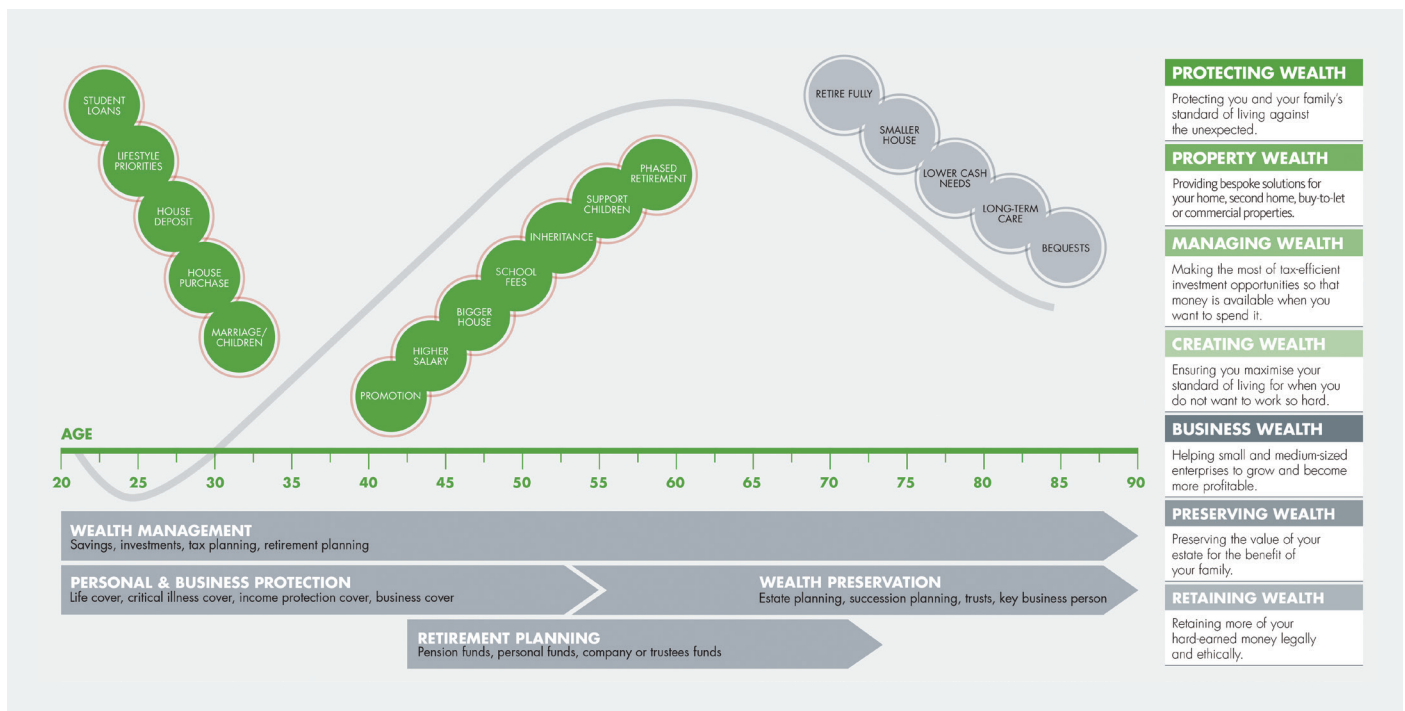 STUDENT
LOANS
LIFESTYLE
PRIORITIES
HOUSE
DEPOSIT
HOUSE
PURCHASE
MARRIAGE/
CHILDREN
PROMOTION
HIGHER
SALARY
BIGGER
HOUSE
SCHOOL
FEES
INHERITANCE
SUPPORT
CHILDREN
PHASED
RETIREMENT
RETIRE FULLY
SMALLER
HOUSE
LOWER CASH
NEEDS
LONG-TERM
CARE
BEQUESTS
AGE
20 25 30 35 40 45 50 55 60 65 70 75 80 85 90
WEALTH MANAGEMENT
Savings, investments, tax planning, retirement planning
PERSONAL & BUSINESS PROTECTION
Life cover, critical illness cover, income protection cover, business cover
WEALTH PRESERVATION
Estate planning, succession planning, trusts, key business person
RETIREMENT PLANNING
Pension funds, personal funds, company or trustees funds
PROTECTING WEALTH
Protecting you and your family's
standard of living against
the unexpected.
PROPERTY WEALTH
Providing bespoke solutions for
your home, second home, buy-to-let
or commercial properties.
MANAGING WEALTH
Making the most of tax-efficient
investment opportunities so that
money is available when you
want to spend it.
CREATING WEALTH
Ensuring you maximise your
standard of living for when you
do not want to work so hard.
BUSINESS WEALTH
Helping small and medium-sized
enterprises to grow and become
more profitable.
PRESERVING WEALTH
Preserving the value of your
estate for the benefit of
your family.
RETAINING WEALTH
Retaining more of your
hard-earned money legally
and ethically.